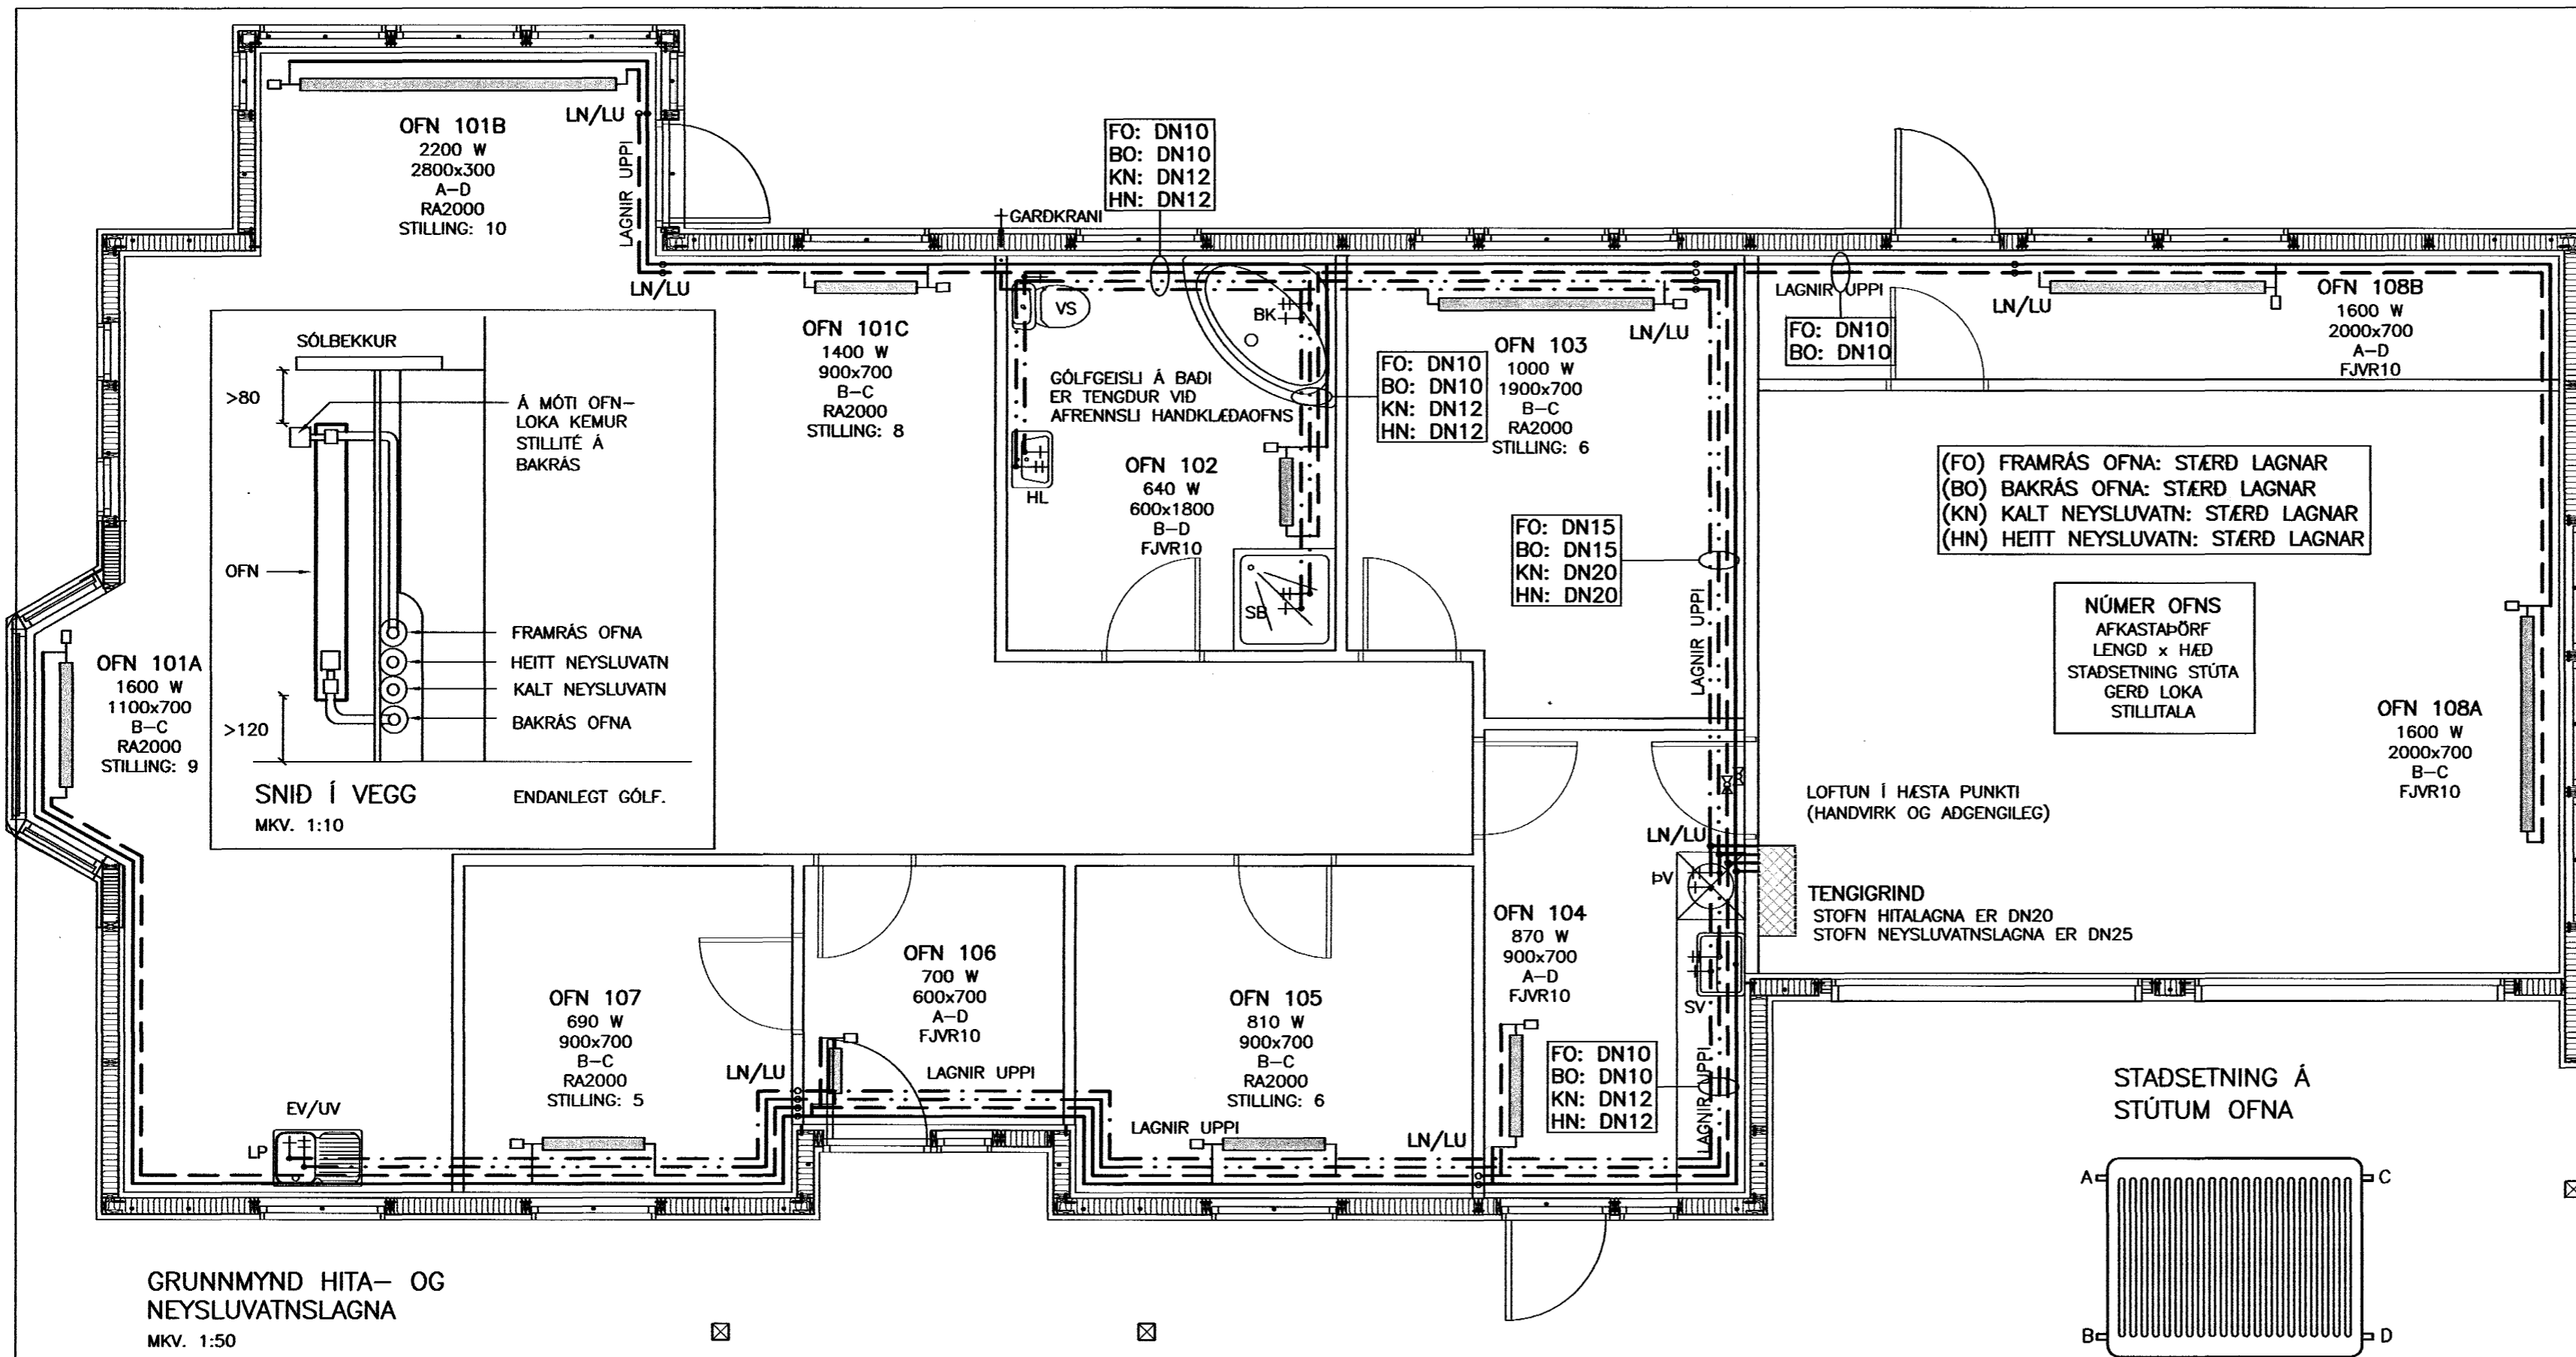 OFN 101B
2200 W
2800x300
A-D
RA2000
STILLING: 10
LN/LU
LAGNIR UPPI
LN/LU
FO: DN10
BO: DN10
KN: DN12
HN: DN12
GARÐKRANI
OFN 101C
1400 W
900x700
B-C
RA2000
STILLING: 8
VS
BK
GÓLFGEISLI Á BAÐI
ER TENGDUR VIÐ
AFRENNSLI HANDKLÆÐAOFNS
HL
OFN 102
640 W
600x1800
B-D
FJVR10
SB
FO: DN10
BO: DN10
KN: DN12
HN: DN12
OFN 103
1000 W
1900x700
B-C
RA2000
STILLING: 6
LN/LU
FO: DN15
BO: DN15
KN: DN20
HN: DN20
LAGNIR UPPI
LAGNIR UPPI
FO: DN10
BO: DN10
LN/LU
OFN 108B
1600 W
2000x700
A-D
FJVR10
(FO) FRAMRÁS OFNA: STÆRÐ LAGNAR
(BO) BAKRÁS OFNA: STÆRÐ LAGNAR
(KN) KALT NEYSLUVATN: STÆRÐ LAGNAR
(HN) HEITT NEYSLUVATN: STÆRÐ LAGNAR
NÚMER OFNS
AFKASTAÞÖRF
LENGD x HÆÐ
STAÐSETNING STÚTA
GERÐ LOKA
STILLITALA
OFN 108A
1600 W
2000x700
B-C
FJVR10
LOFTUN Í HÆSTA PUNKTI
(HANDVIRK OG AÐGENGILEG)
LN/LU
ÞV
TENGIGRIND
STOFN HITALAGNA ER DN20
STOFN NEYSLUVATNSLAGNA ER DN25
SÓLBEKKUR
>80
Á MÓTI OFN-
LOKA KEMUR
STILLITÉ Á
BAKRÁS
OFN
FRAMRÁS OFNA
HEITT NEYSLUVATN
KALT NEYSLUVATN
BAKRÁS OFNA
>120
SNIÐ Í VEGG
ENDANLEGT GÓLF.
MKV. 1:10
OFN 101A
1600 W
1100x700
B-C
RA2000
STILLING: 9
EV/UV
LP
OFN 107
690 W
900x700
B-C
RA2000
STILLING: 5
LN/LU
OFN 106
700 W
600x700
A-D
FJVR10
LAGNIR UPPI
OFN 105
810 W
900x700
B-C
RA2000
STILLING: 6
LAGNIR UPPI
LN/LU
OFN 104
870 W
900x700
A-D
FJVR10
SV
FO: DN10
BO: DN10
KN: DN12
HN: DN12
LAGNIR UPPI
STAÐSETNING Á
STÚTUM OFNA
A
C
B
D
GRUNNMYND HITA- OG
NEYSLUVATNSLAGNA
MKV. 1:50